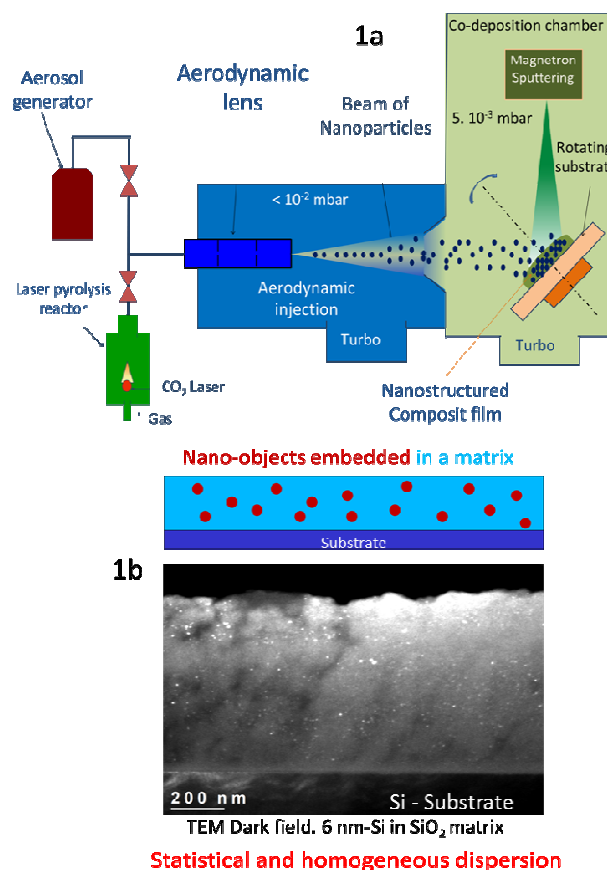 1a
Co-deposition chamber
Magnetron
Sputtering
Aerosol
generator
Aerodynamic
lens
Beam of
Nanoparticles
5. 10⁻³ mbar
Rotating
substrat
< 10⁻² mbar
Laser pyrolysis
reactor
Aerodynamic
injection
Turbo
Turbo
CO₂ Laser
Gas
Nanostructured
Composit film
Nano-objects embedded in a matrix
Substrate
1b
200 nm
Si - Substrate
TEM Dark field. 6 nm-Si in SiO₂ matrix
Statistical and homogeneous dispersion